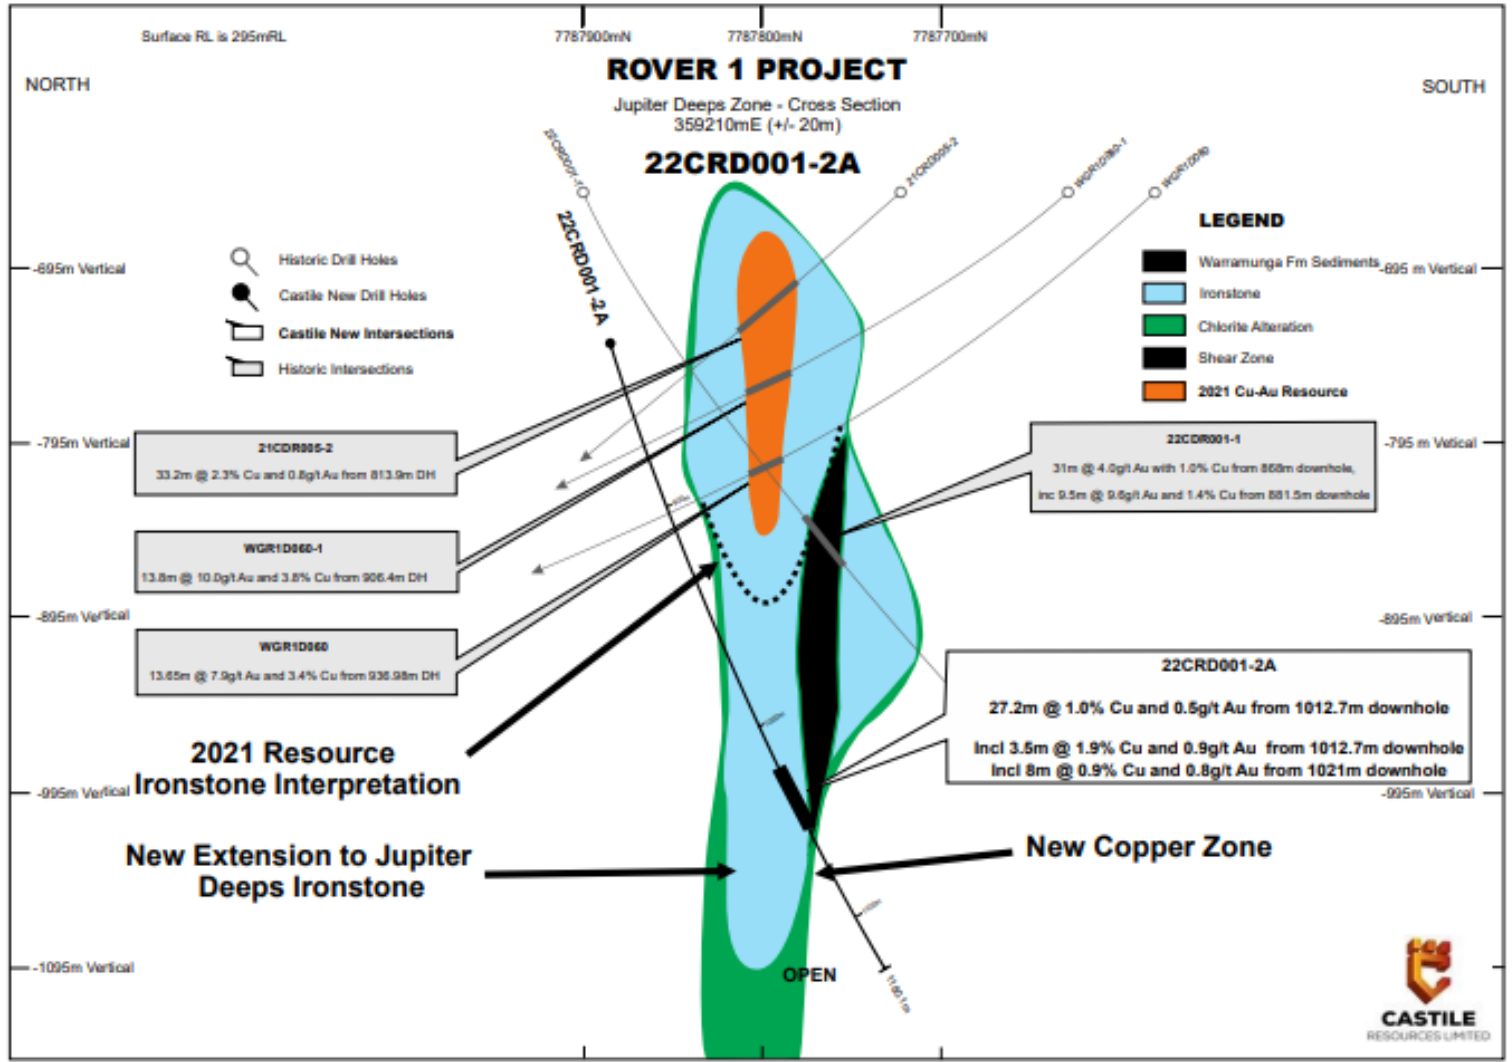 Surface RL is 295mRL
7787900mN
7787800mN
7787700mN
NORTH
SOUTH
ROVER 1 PROJECT
Jupiter Deeps Zone - Cross Section
359210mE (+/- 20m)
22CRD001-2A
22CRD001-1
21CRD005-2
WGR1D060-1
WGR1D060
22CRD001-2A
Historic Drill Holes
Castile New Drill Holes
Castile New Intersections
Historic Intersections
LEGEND
Warramunga Fm Sediments
Ironstone
Chlorite Alteration
Shear Zone
2021 Cu-Au Resource
-695m Vertical
-695 m Vertical
-795m Vertical
-795 m Vetical
-895m Vertical
-895m Vertical
-995m Vertical
-995m Vertical
-1095m Vertical
21CDR005-2
33.2m @ 2.3% Cu and 0.8g/t Au from 813.9m DH
WGR1D060-1
13.8m @ 10.0g/t Au and 3.8% Cu from 906.4m DH
WGR1D060
13.65m @ 7.9g/t Au and 3.4% Cu from 936.98m DH
22CDR001-1
31m @ 4.0g/t Au with 1.0% Cu from 868m downhole,
inc 9.5m @ 9.6g/t Au and 1.4% Cu from 881.5m downhole
22CRD001-2A
27.2m @ 1.0% Cu and 0.5g/t Au from 1012.7m downhole
Incl 3.5m @ 1.9% Cu and 0.9g/t Au from 1012.7m downhole
Incl 8m @ 0.9% Cu and 0.8g/t Au from 1021m downhole
2021 Resource
Ironstone Interpretation
New Extension to Jupiter
Deeps Ironstone
New Copper Zone
1000m
OPEN
CASTILE
RESOURCES LIMITED